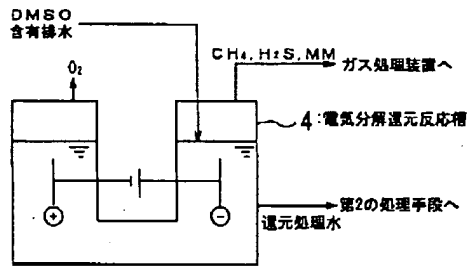 DMSO
含有排水
O₂
CH₄, H₂S, MM
ガス処理装置へ
4:電気分解還元反応槽
+
−
第2の処理手段へ
還元処理水